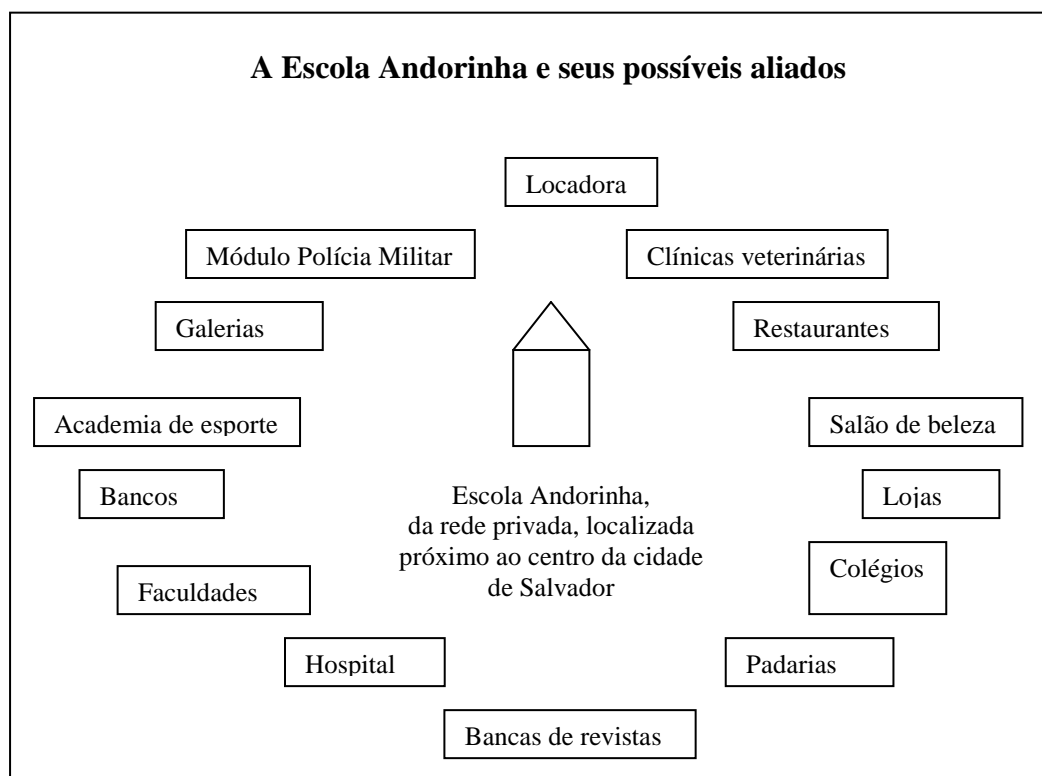 A Escola Andorinha e seus possíveis aliados
Locadora
Módulo Polícia Militar
Clínicas veterinárias
Galerias
Restaurantes
Academia de esporte
Salão de beleza
Bancos
Lojas
Escola Andorinha,
da rede privada, localizada
próximo ao centro da cidade
de Salvador
Colégios
Faculdades
Hospital
Padarias
Bancas de revistas